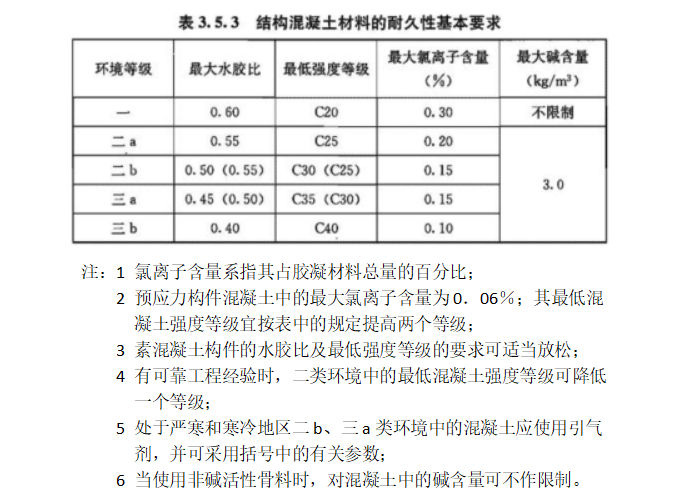 表 3.5.3 结构混凝土材料的耐久性基本要求
环境等级 最大水胶比 最低强度等级 最大氯离子含量(%) 最大碱含量(kg/m³)
一 0.60 C20 0.30 不限制
二 a 0.55 C25 0.20 3.0
二 b 0.50 (0.55) C30 (C25) 0.15
三 a 0.45 (0.50) C35 (C30) 0.15
三 b 0.40 C40 0.10
注：1 氯离子含量系指其占胶凝材料总量的百分比；
2 预应力构件混凝土中的最大氯离子含量为0．06%；其最低混
凝土强度等级宜按表中的规定提高两个等级；
3 素混凝土构件的水胶比及最低强度等级的要求可适当放松；
4 有可靠工程经验时，二类环境中的最低混凝土强度等级可降低
一个等级；
5 处于严寒和寒冷地区二 b、三 a 类环境中的混凝土应使用引气
剂，并可采用括号中的有关参数；
6 当使用非碱活性骨料时，对混凝土中的碱含量可不作限制。